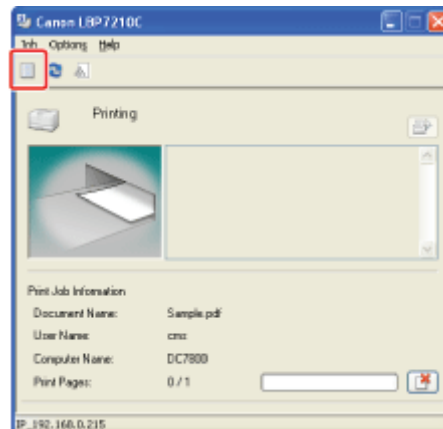 Canon LBP7210C
Job Options Help
Printing
Print Job Information
Document Name: Sample.pdf
User Name: cms
Computer Name: DC7800
Print Pages: 0 / 1
IP_192.168.0.215